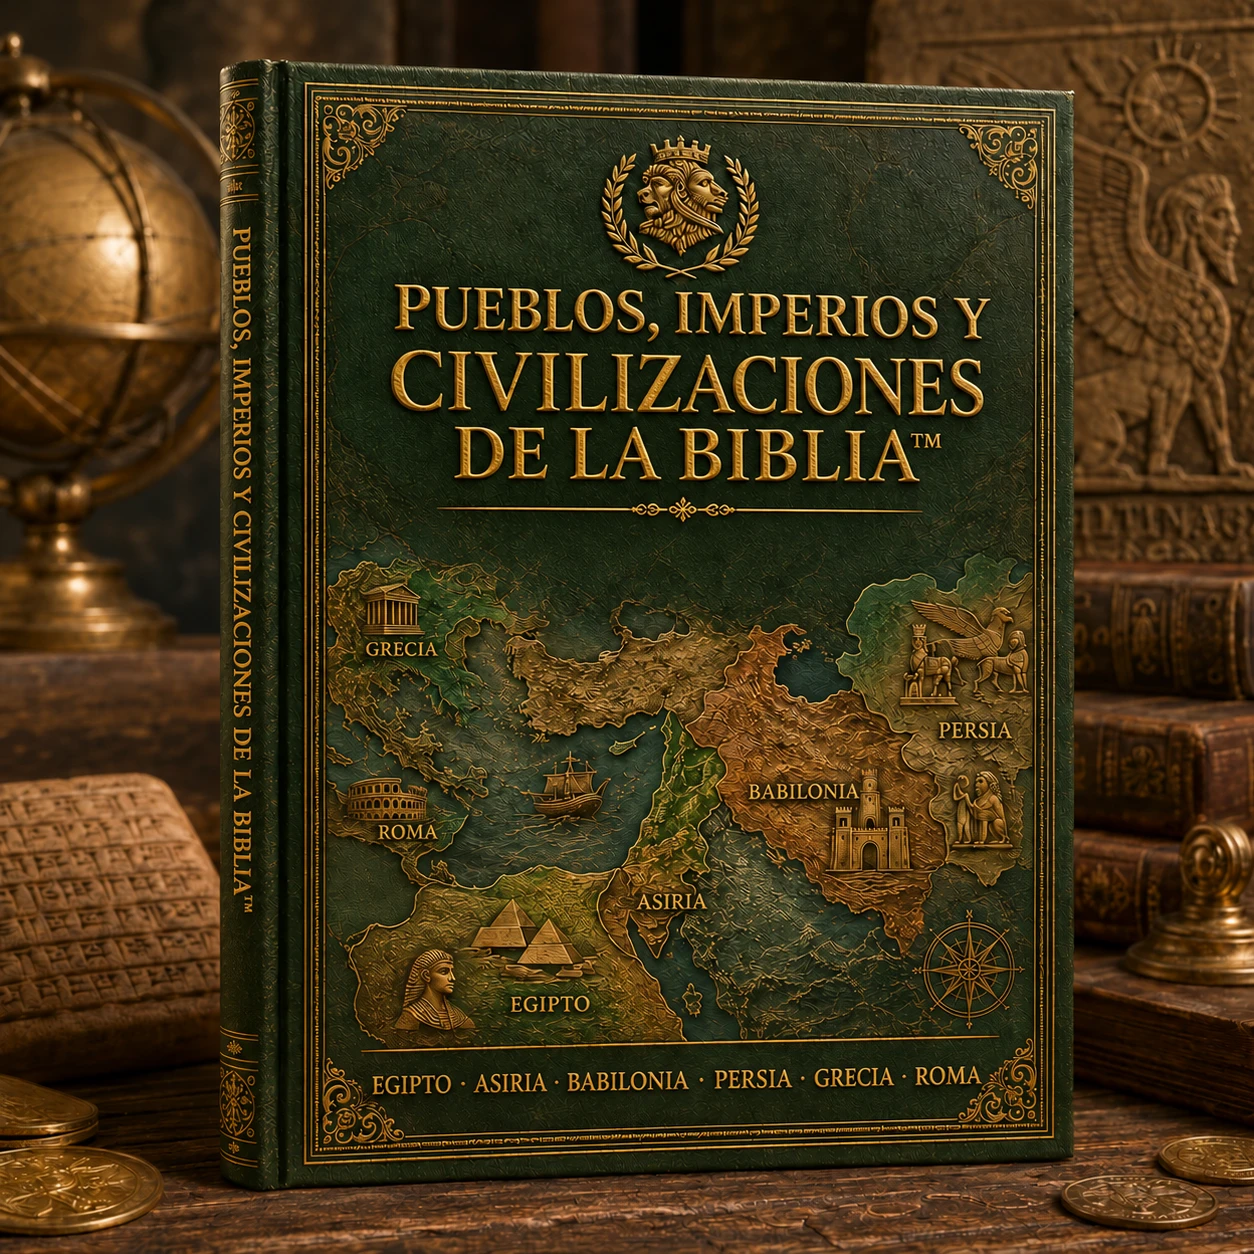 PUEBLOS, IMPERIOS Y
CIVILIZACIONES
DE LA BIBLIA™
GRECIA
PERSIA
BABILONIA
ROMA
ASIRIA
EGIPTO
EGIPTO · ASIRIA · BABILONIA · PERSIA · GRECIA · ROMA
PUEBLOS, IMPERIOS Y CIVILIZACIONES DE LA BIBLIA™